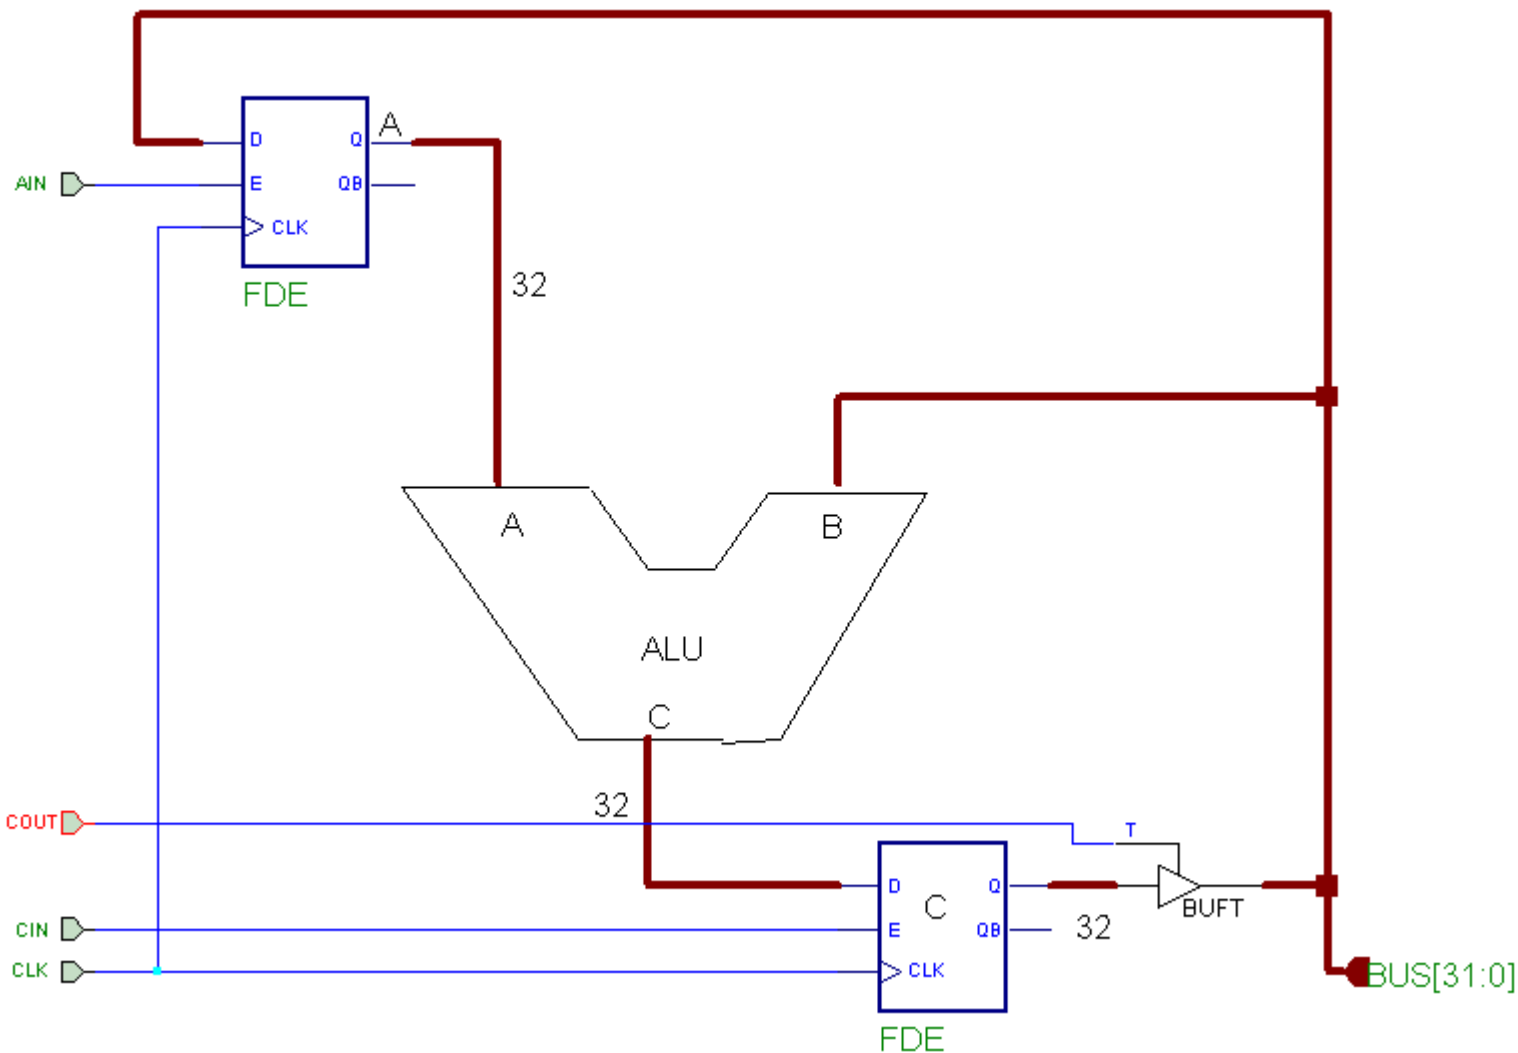 A
D
Q
AIN
E
QB
CLK
FDE
32
A
B
ALU
C
32
COUT
T
D
Q
C
BUFT
CIN
E
QB
32
CLK
CLK
BUS[31:0]
FDE